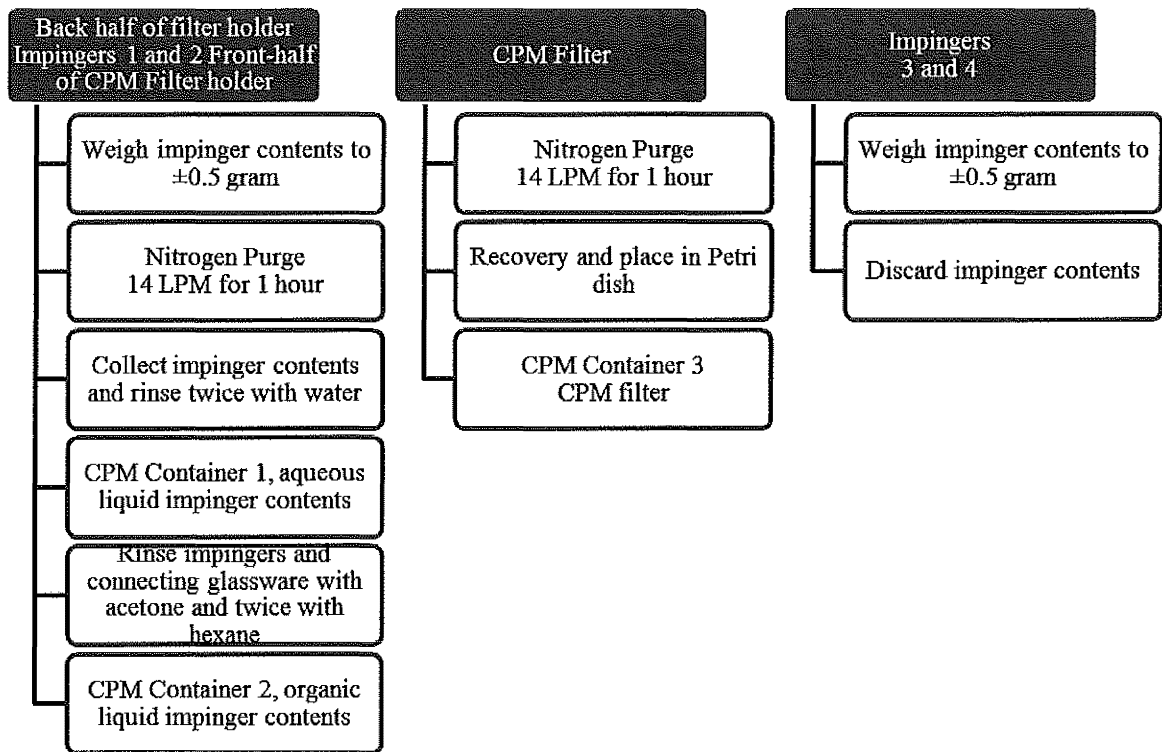 Back half of filter holder
Impingers 1 and 2 Front-half
of CPM Filter holder
Weigh impinger contents to
±0.5 gram
Nitrogen Purge
14 LPM for 1 hour
Collect impinger contents
and rinse twice with water
CPM Container 1, aqueous
liquid impinger contents
Rinse impingers and
connecting glassware with
acetone and twice with
hexane
CPM Container 2, organic
liquid impinger contents
CPM Filter
Nitrogen Purge
14 LPM for 1 hour
Recovery and place in Petri
dish
CPM Container 3
CPM filter
Impingers
3 and 4
Weigh impinger contents to
±0.5 gram
Discard impinger contents